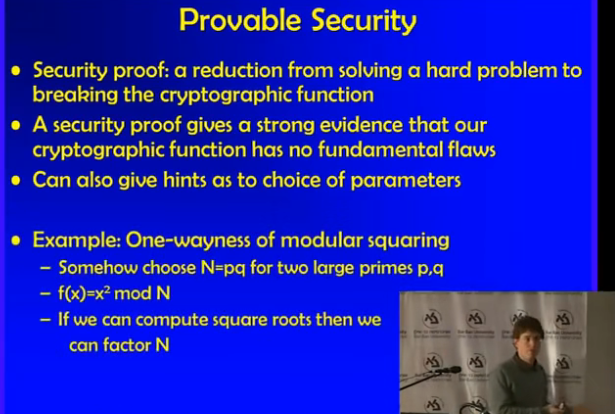 Provable Security
• Security proof: a reduction from solving a hard problem to
breaking the cryptographic function
• A security proof gives a strong evidence that our
cryptographic function has no fundamental flaws
• Can also give hints as to choice of parameters
• Example: One-wayness of modular squaring
– Somehow choose N=pq for two large primes p,q
– f(x)=x² mod N
– If we can compute square roots then we
can factor N